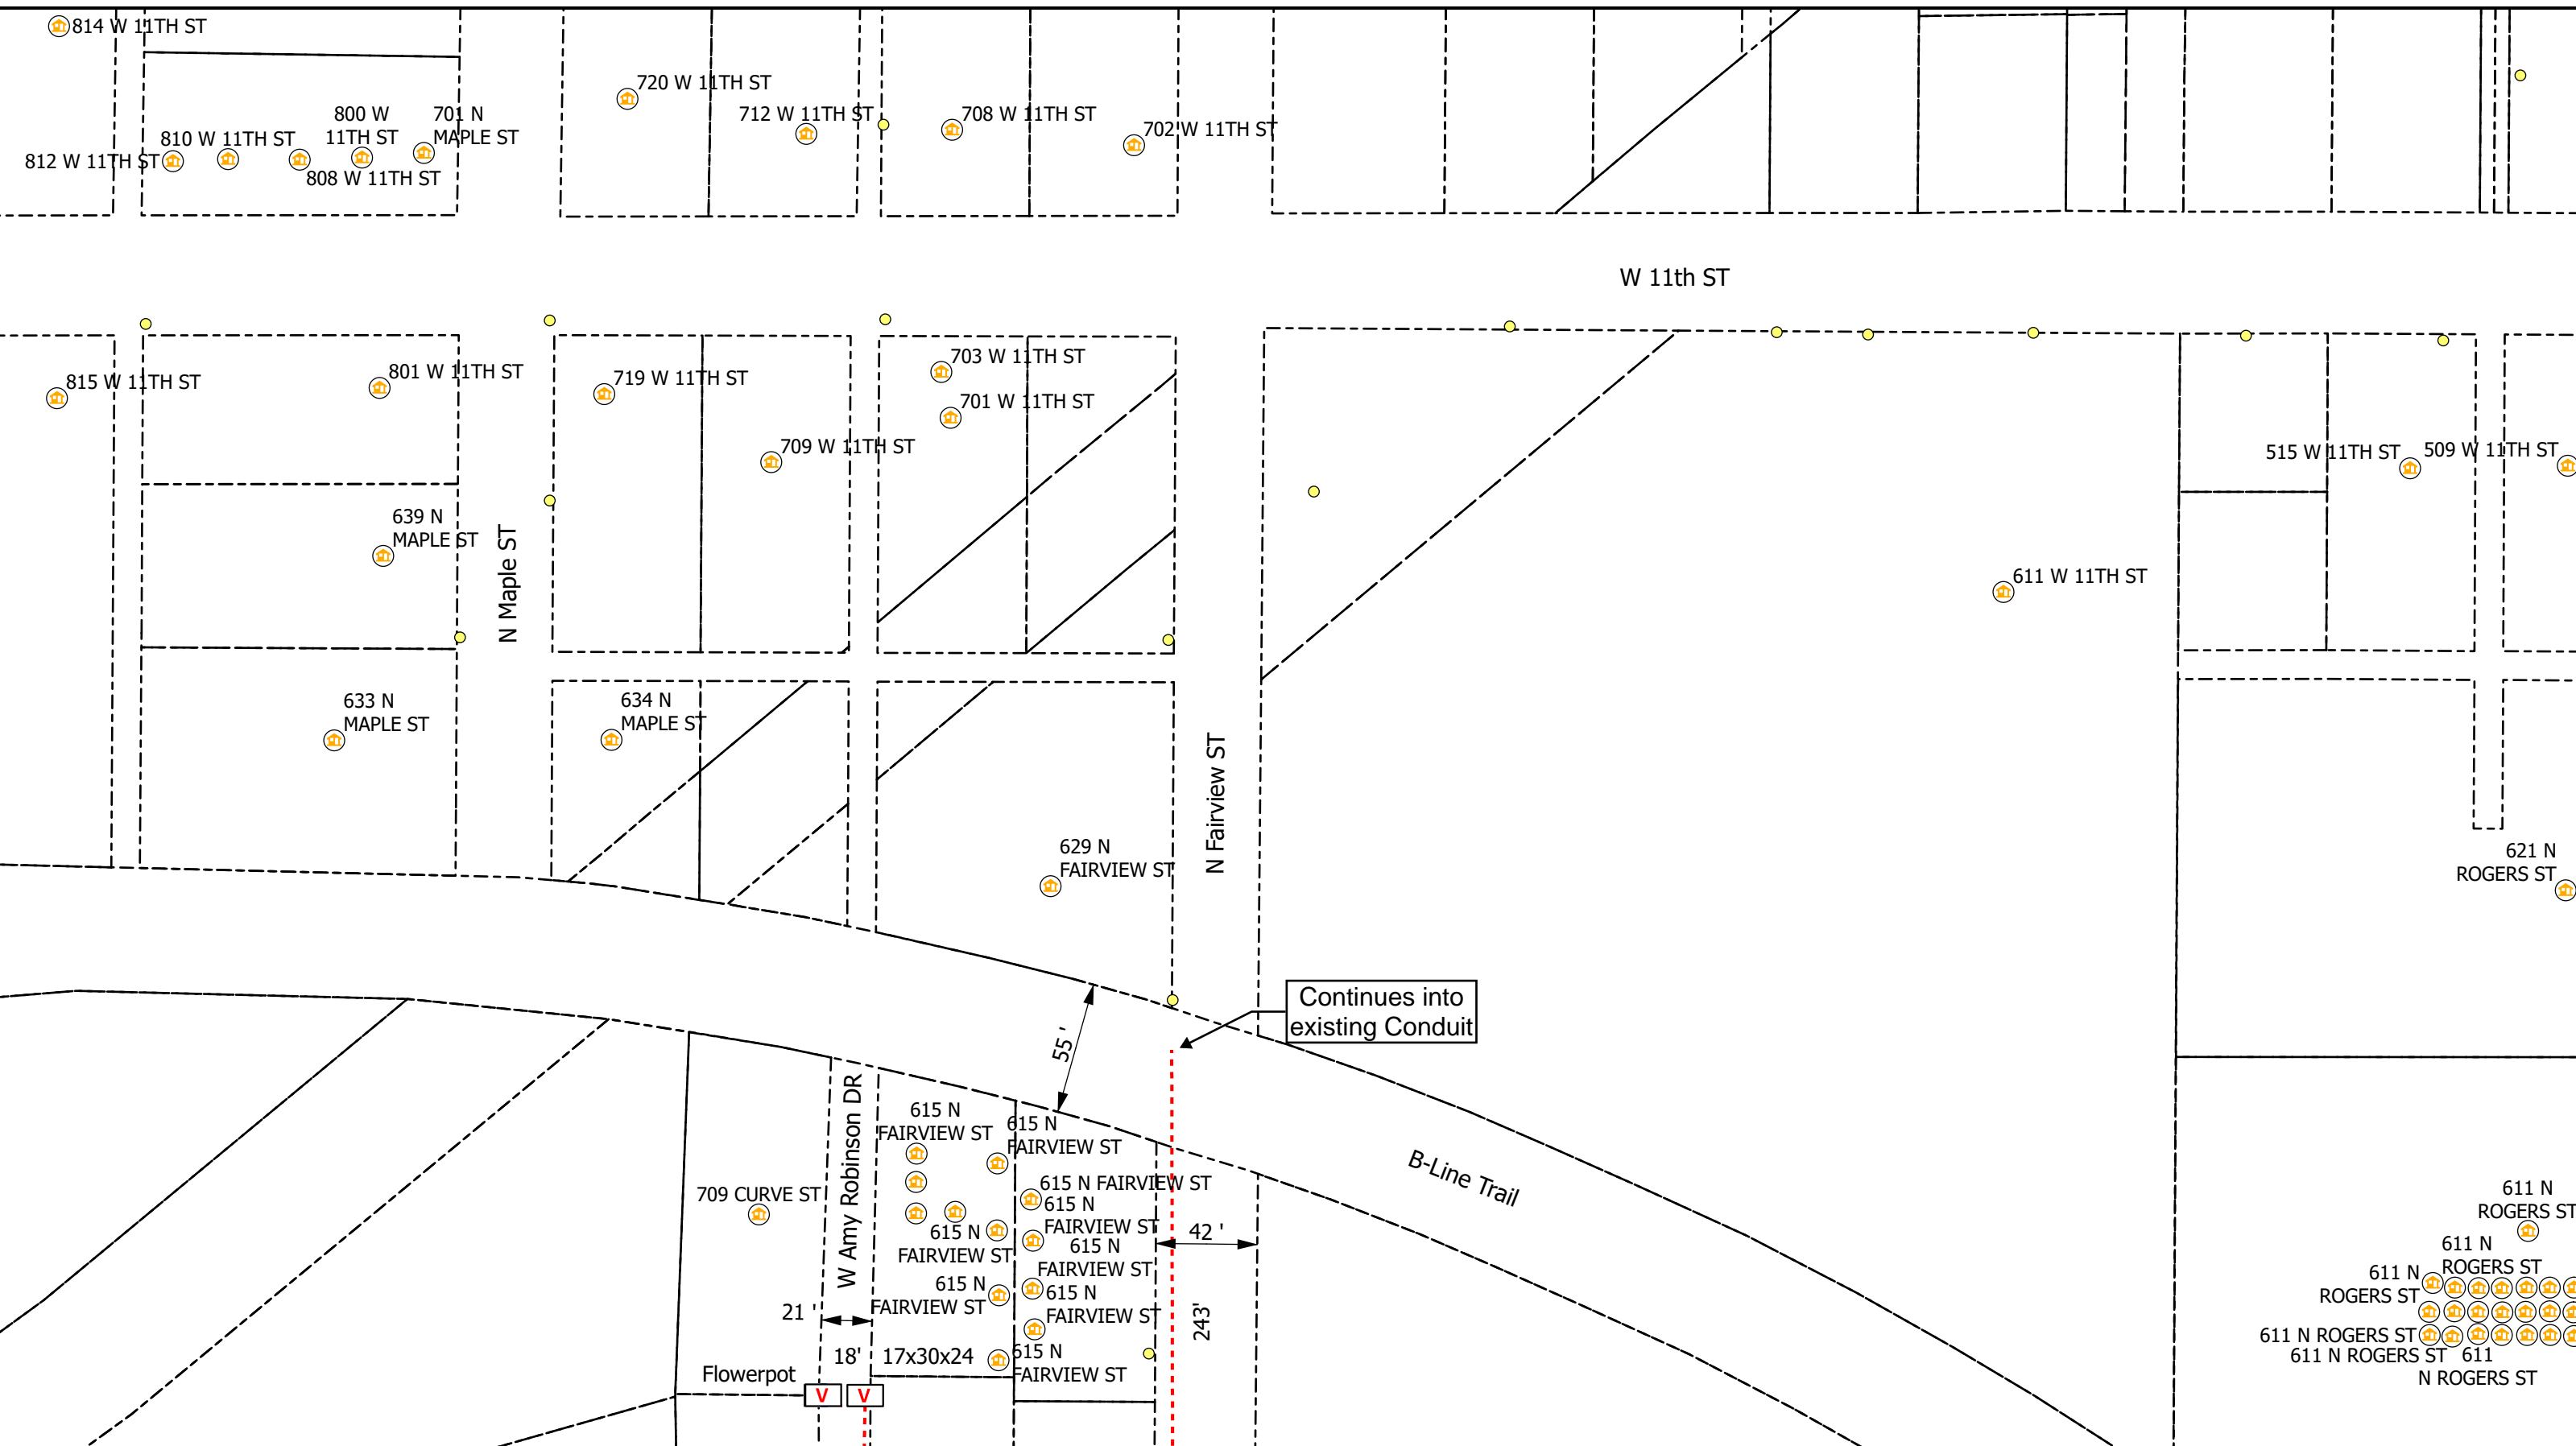 814 W 11TH ST
720 W 11TH ST
712 W 11TH ST
708 W 11TH ST
702 W 11TH ST
800 W
11TH ST
701 N
MAPLE ST
810 W 11TH ST
812 W 11TH ST
808 W 11TH ST
W 11th ST
815 W 11TH ST
801 W 11TH ST
719 W 11TH ST
703 W 11TH ST
701 W 11TH ST
709 W 11TH ST
515 W 11TH ST
509 W 11TH ST
639 N
MAPLE ST
N Maple ST
611 W 11TH ST
633 N
MAPLE ST
634 N
MAPLE ST
N Fairview ST
629 N
FAIRVIEW ST
621 N
ROGERS ST
Continues into
existing Conduit
55 '
B-Line Trail
W Amy Robinson DR
615 N
FAIRVIEW ST
615 N
FAIRVIEW ST
615 N FAIRVIEW ST
615 N
FAIRVIEW ST
615 N
FAIRVIEW ST
615 N
FAIRVIEW ST
615 N
FAIRVIEW ST
615 N
FAIRVIEW ST
615 N
FAIRVIEW ST
709 CURVE ST
42 '
243'
21 '
18'
17x30x24
Flowerpot
V
V
611 N
ROGERS ST
611 N
ROGERS ST
611 N
ROGERS ST
611 N ROGERS ST
611 N ROGERS ST
611
N ROGERS ST